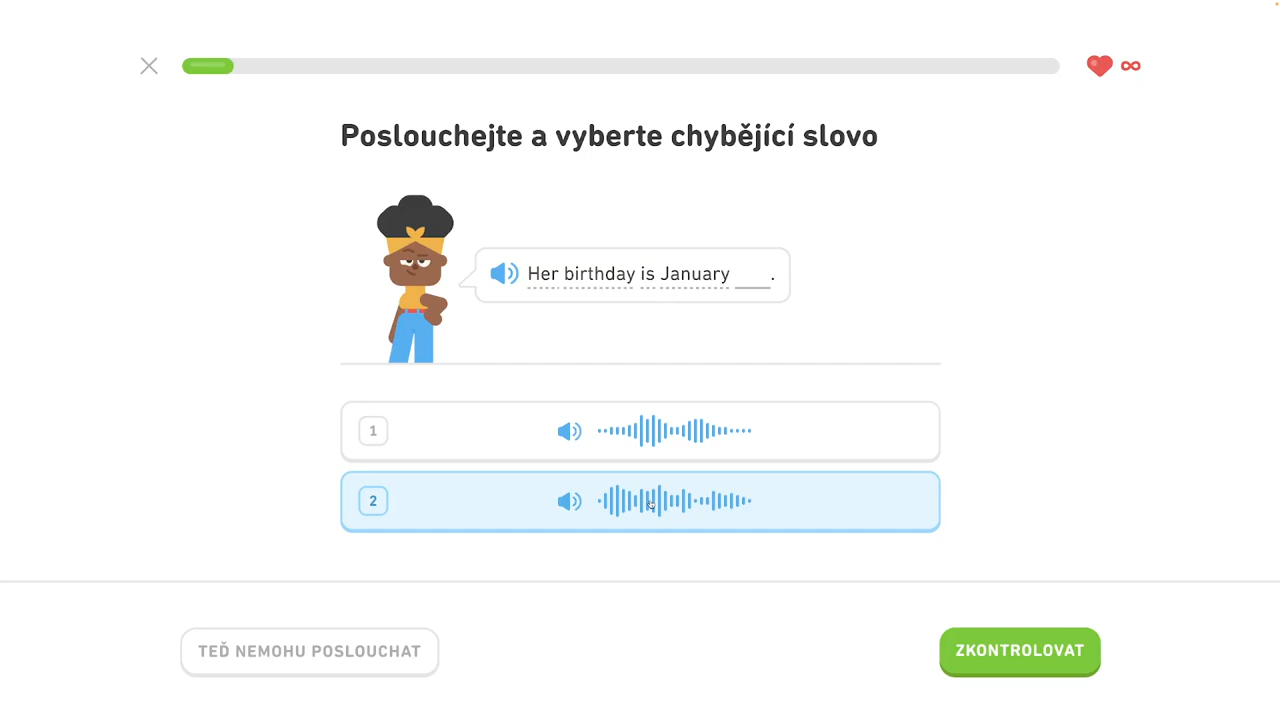 Poslouchejte a vyberte chybějící slovo
Her birthday is January ____.
1
2
TEĎ NEMOHU POSLOUCHAT
ZKONTROLOVAT